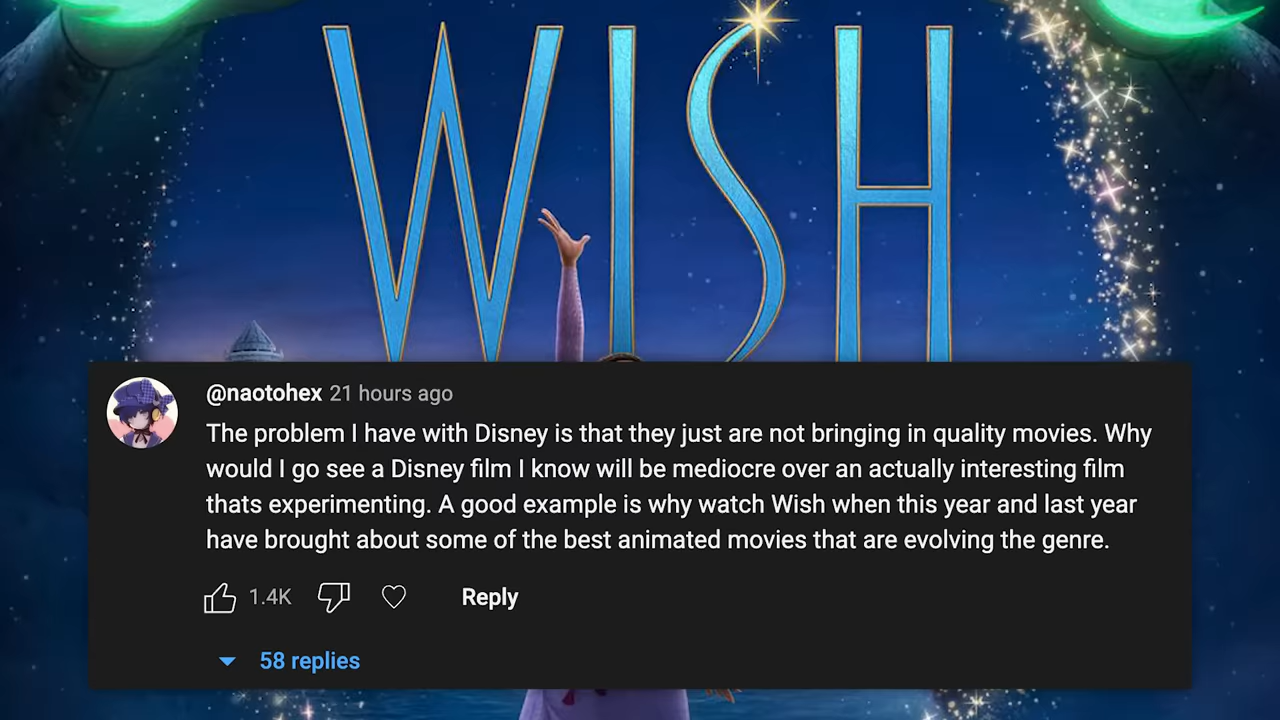 WISH
@naotohex 21 hours ago
The problem I have with Disney is that they just are not bringing in quality movies. Why
would I go see a Disney film I know will be mediocre over an actually interesting film
thats experimenting. A good example is why watch Wish when this year and last year
have brought about some of the best animated movies that are evolving the genre.
1.4K Reply
58 replies